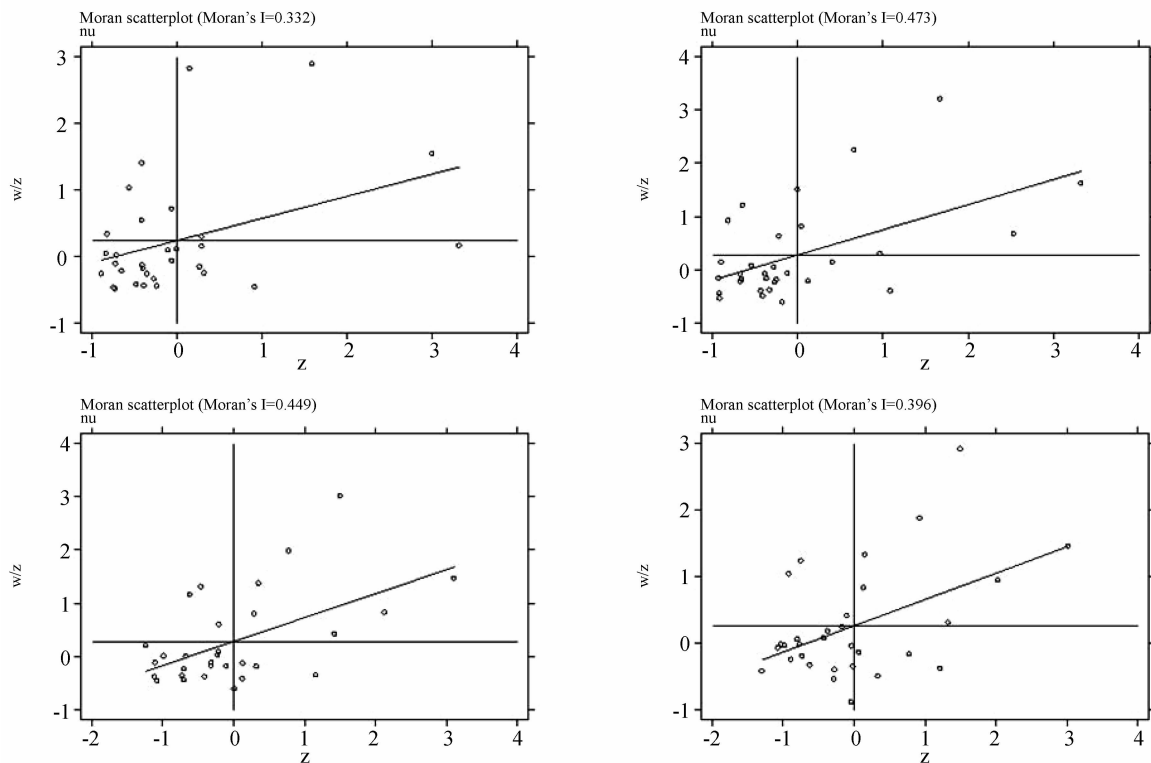 Moran scatterplot (Moran's I=0.332)
nu
3
2
1
0
-1
w/z
-1 0 1 2 3 4
z
Moran scatterplot (Moran's I=0.473)
nu
4
3
2
1
0
-1
w/z
-1 0 1 2 3 4
z
Moran scatterplot (Moran's I=0.449)
nu
4
3
2
1
0
-1
w/z
-2 -1 0 1 2 3 4
z
Moran scatterplot (Moran's I=0.396)
nu
3
2
1
0
-1
w/z
-2 -1 0 1 2 3 4
z